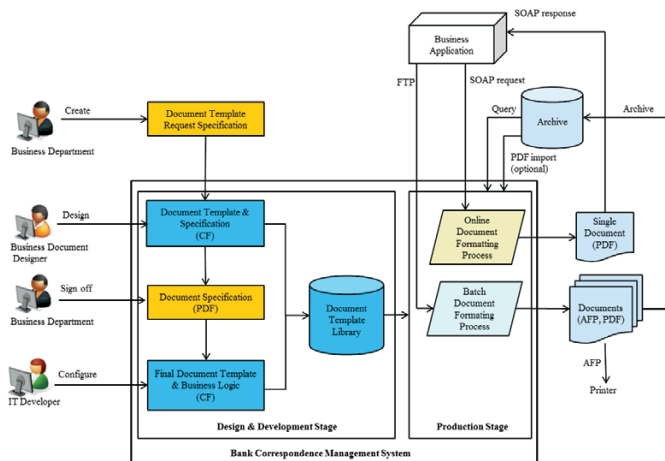 SOAP response
Business
Application
FTP
SOAP request
Create
Document Template
Request Specification
Business Department
Query
Archive
Archive
PDF import
(optional)
Design
Document Template &
Specification
(CF)
Business Document
Designer
Online
Document
Formatting
Process
Single
Document
(PDF)
Sign off
Document Specification
(PDF)
Business Department
Document
Template
Library
Batch
Document
Formating
Process
Documents
(AFP, PDF)
AFP
Printer
Configure
Final Document Template
& Business Logic
(CF)
IT Developer
Design & Development Stage
Production Stage
Bank Correspondence Management System